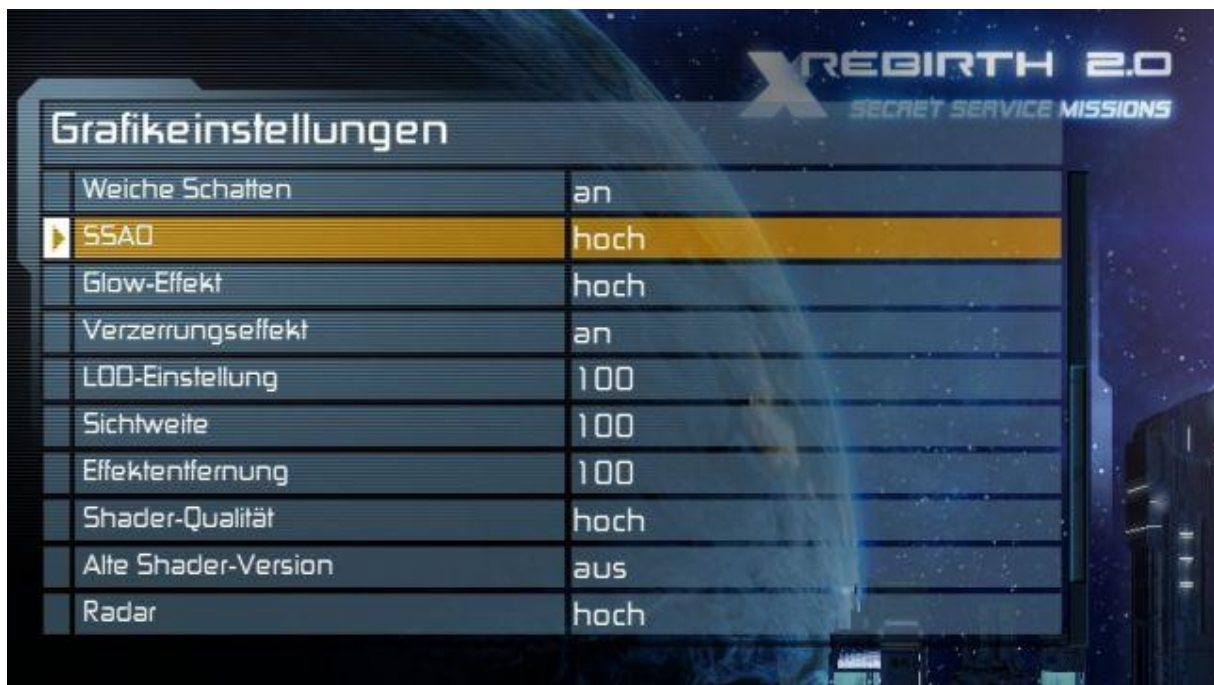 XREBIRTH 2.0
SECRET SERVICE MISSIONS
Grafikeinstellungen
Weiche Schatten an
SSAO hoch
Glow-Effekt hoch
Verzerrungseffekt an
LOD-Einstellung 100
Sichtweite 100
Effektentfernung 100
Shader-Qualität hoch
Alte Shader-Version aus
Radar hoch